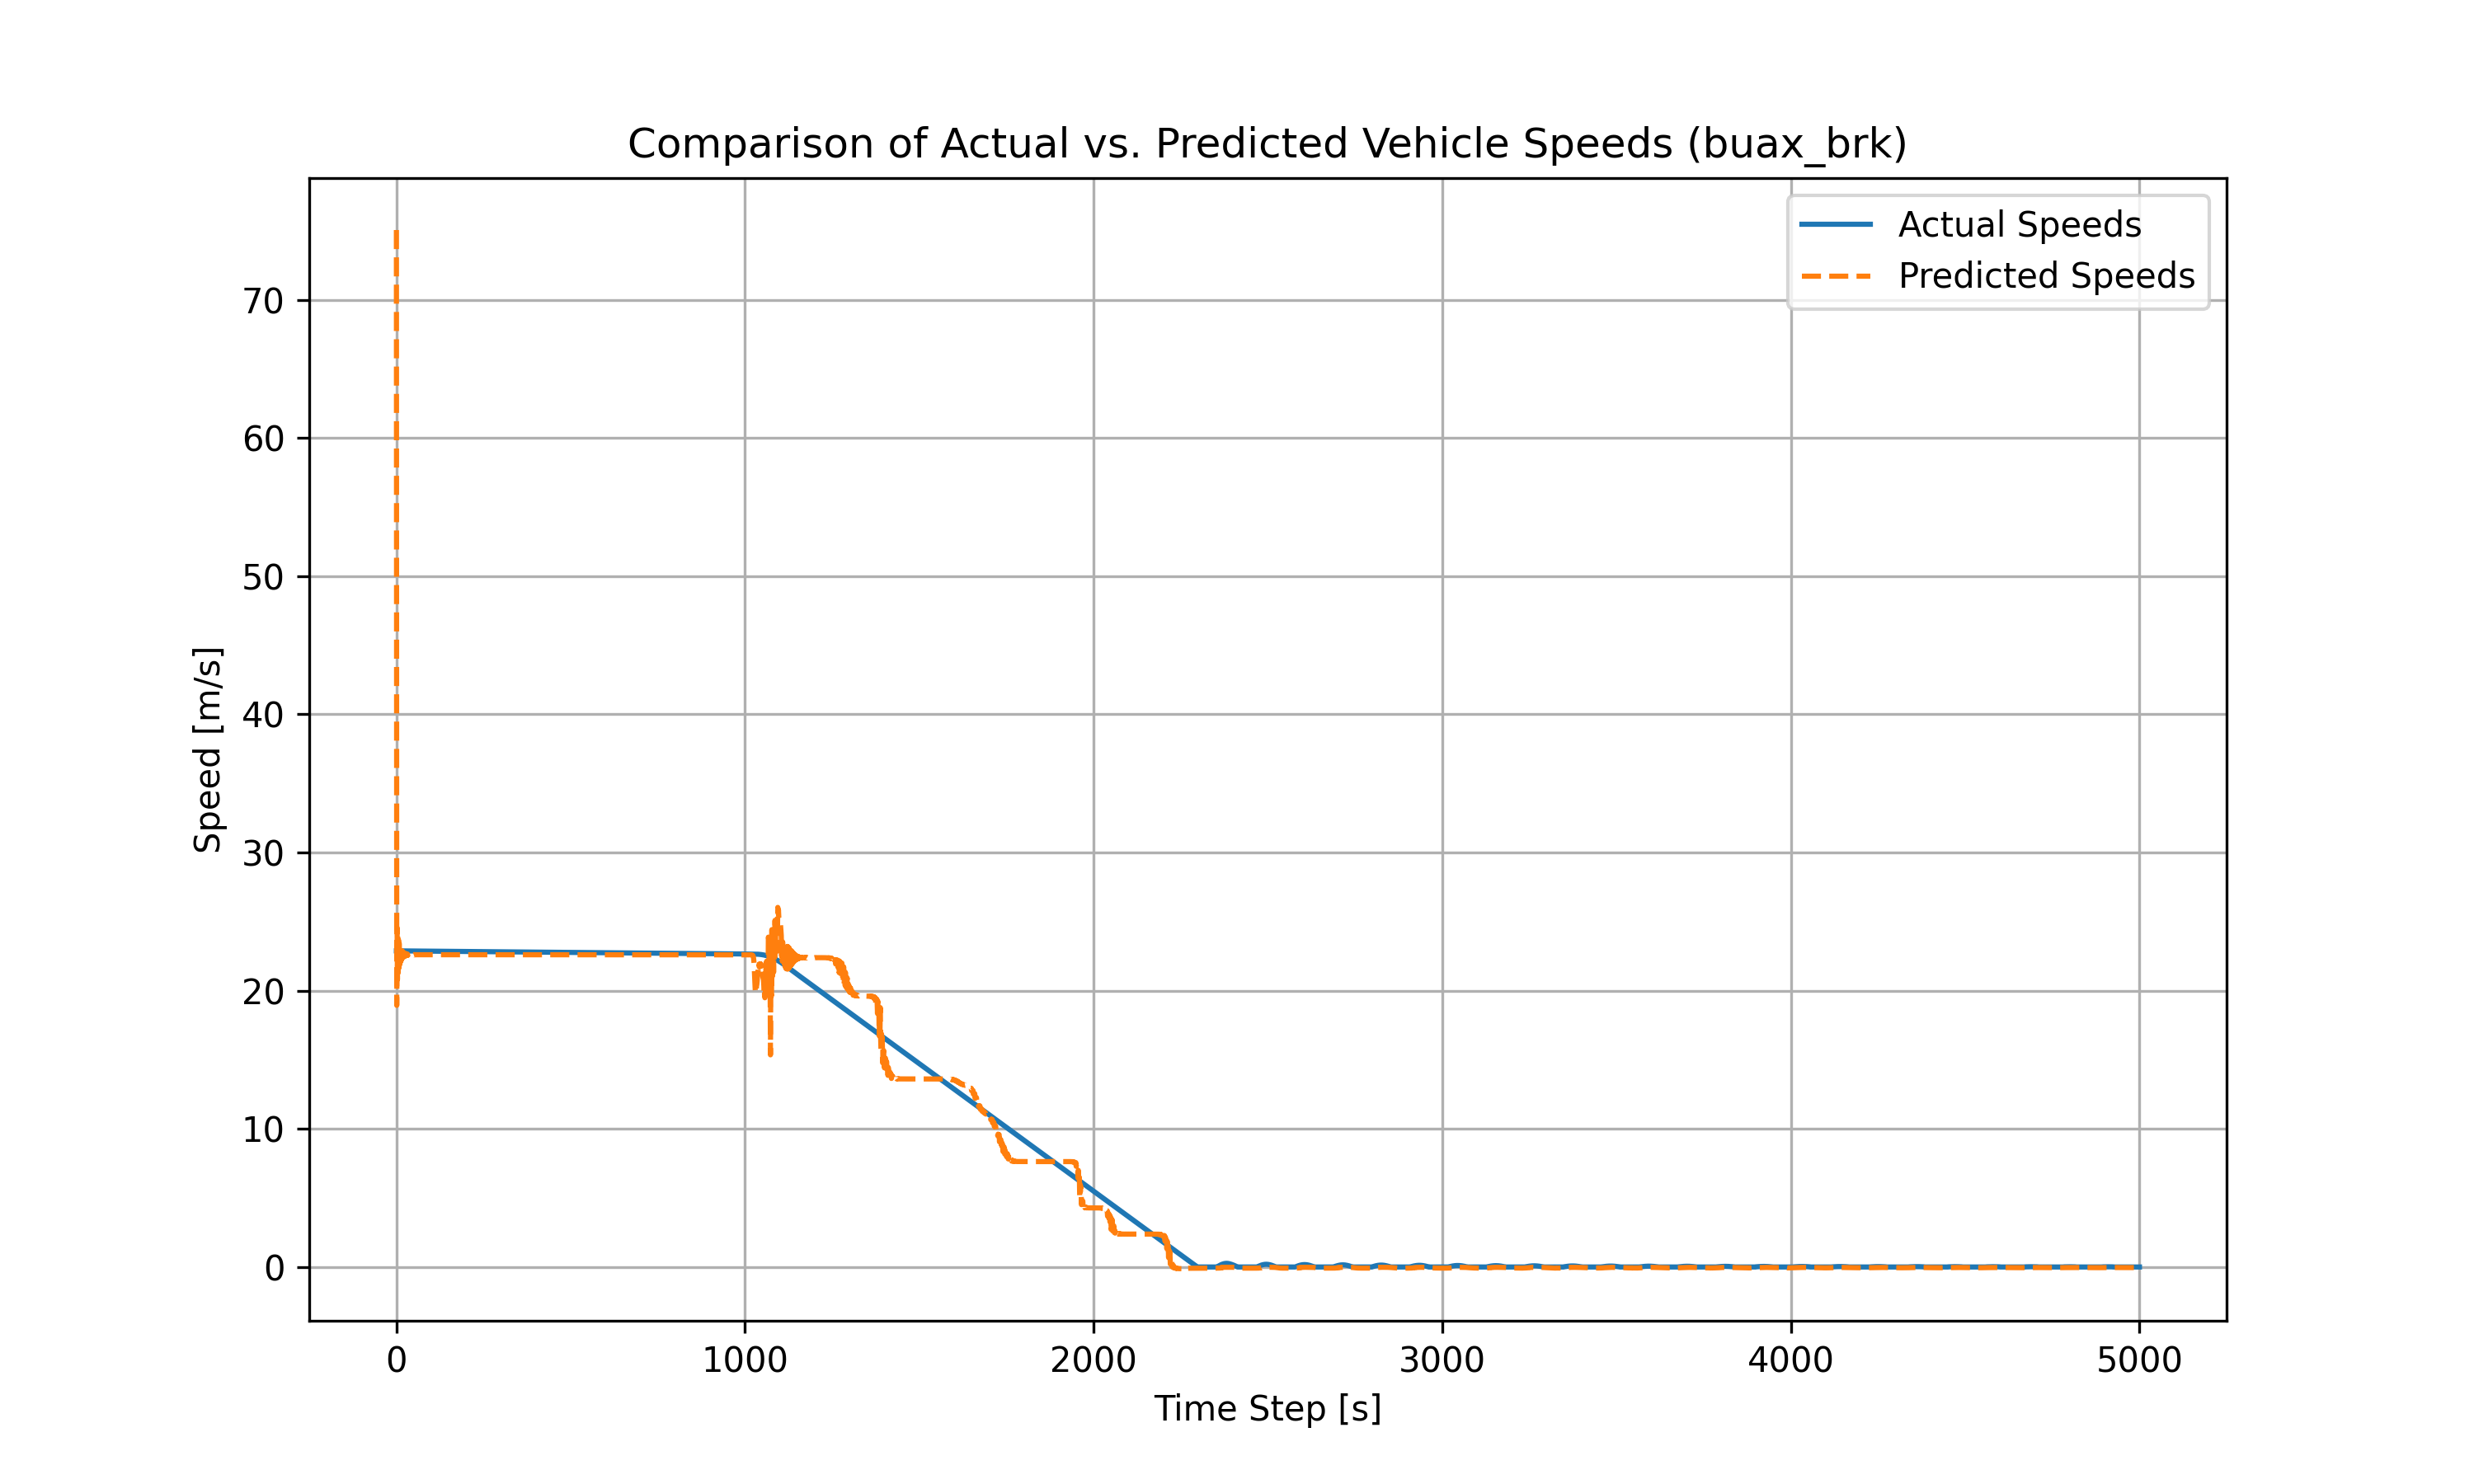 Comparison of Actual vs. Predicted Vehicle Speeds (buax_brk)
Actual Speeds
Predicted Speeds
Speed [m/s]
70
60
50
40
30
20
10
0
0 1000 2000 3000 4000 5000
Time Step [s]